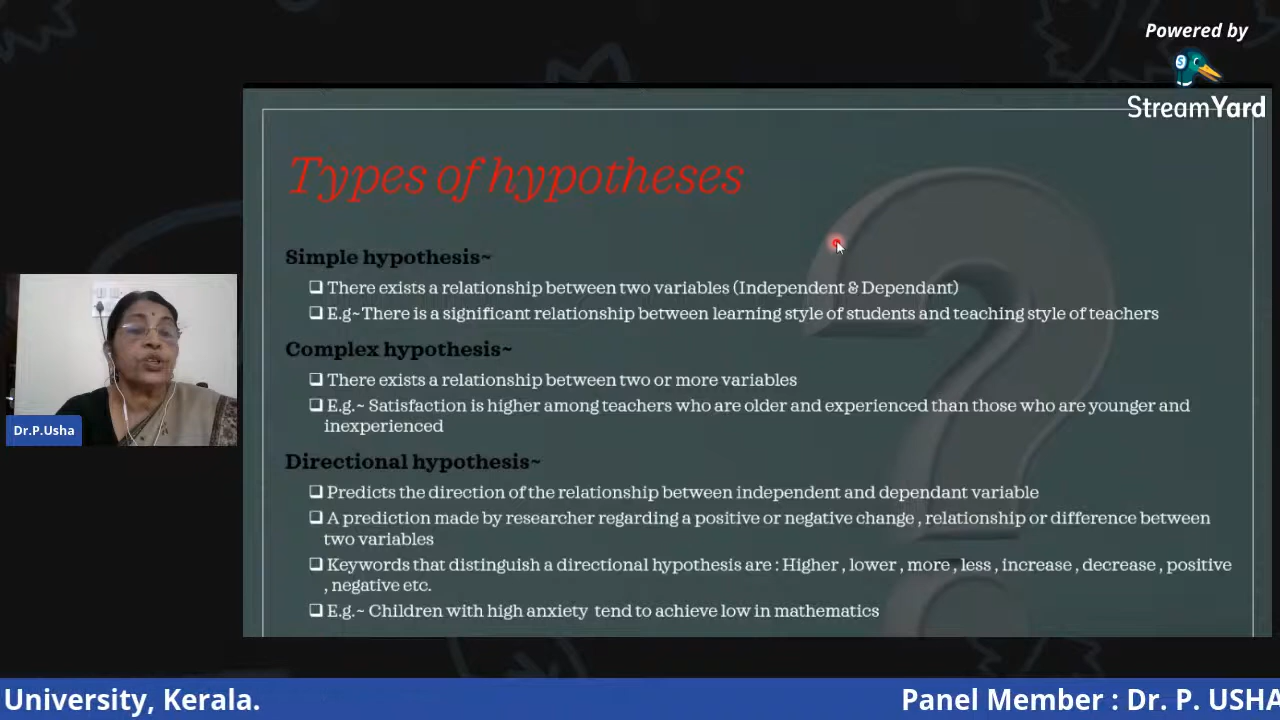 Powered by
StreamYard
Types of hypotheses
Simple hypothesis~
There exists a relationship between two variables (Independent & Dependant)
E.g~There is a significant relationship between learning style of students and teaching style of teachers
Complex hypothesis~
There exists a relationship between two or more variables
E.g.~ Satisfaction is higher among teachers who are older and experienced than those who are younger and
inexperienced
Directional hypothesis~
Predicts the direction of the relationship between independent and dependant variable
A prediction made by researcher regarding a positive or negative change , relationship or difference between
two variables
Keywords that distinguish a directional hypothesis are : Higher , lower , more , less , increase , decrease , positive
, negative etc.
E.g.~ Children with high anxiety tend to achieve low in mathematics
Dr.P.Usha
University, Kerala.
Panel Member : Dr. P. USHA